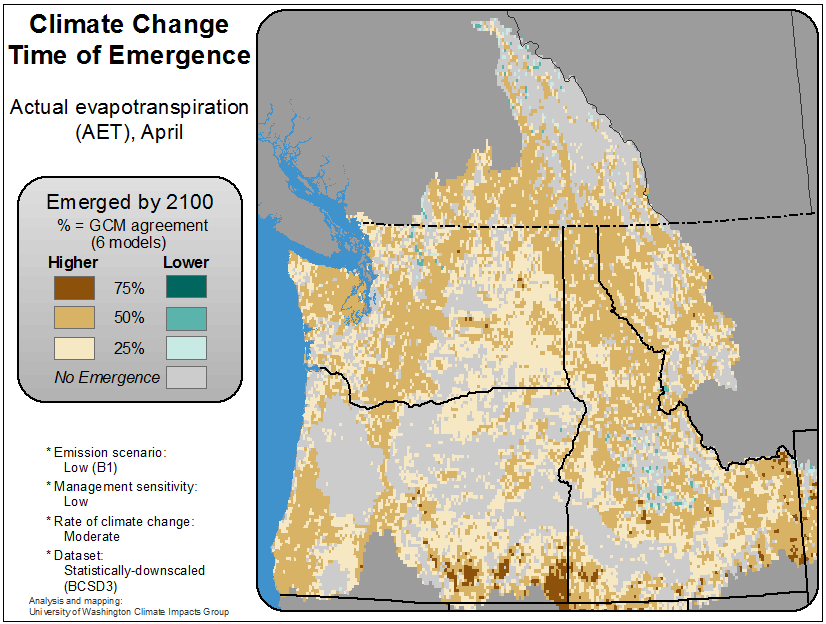 Climate Change
Time of Emergence
Actual evapotranspiration
(AET), April
Emerged by 2100
% = GCM agreement
(6 models)
Higher Lower
75%
50%
25%
No Emergence
* Emission scenario:
Low (B1)
* Management sensitivity:
Low
* Rate of climate change:
Moderate
* Dataset:
Statistically-downscaled
(BCSD3)
Analysis and mapping:
University of Washington Climate Impacts Group